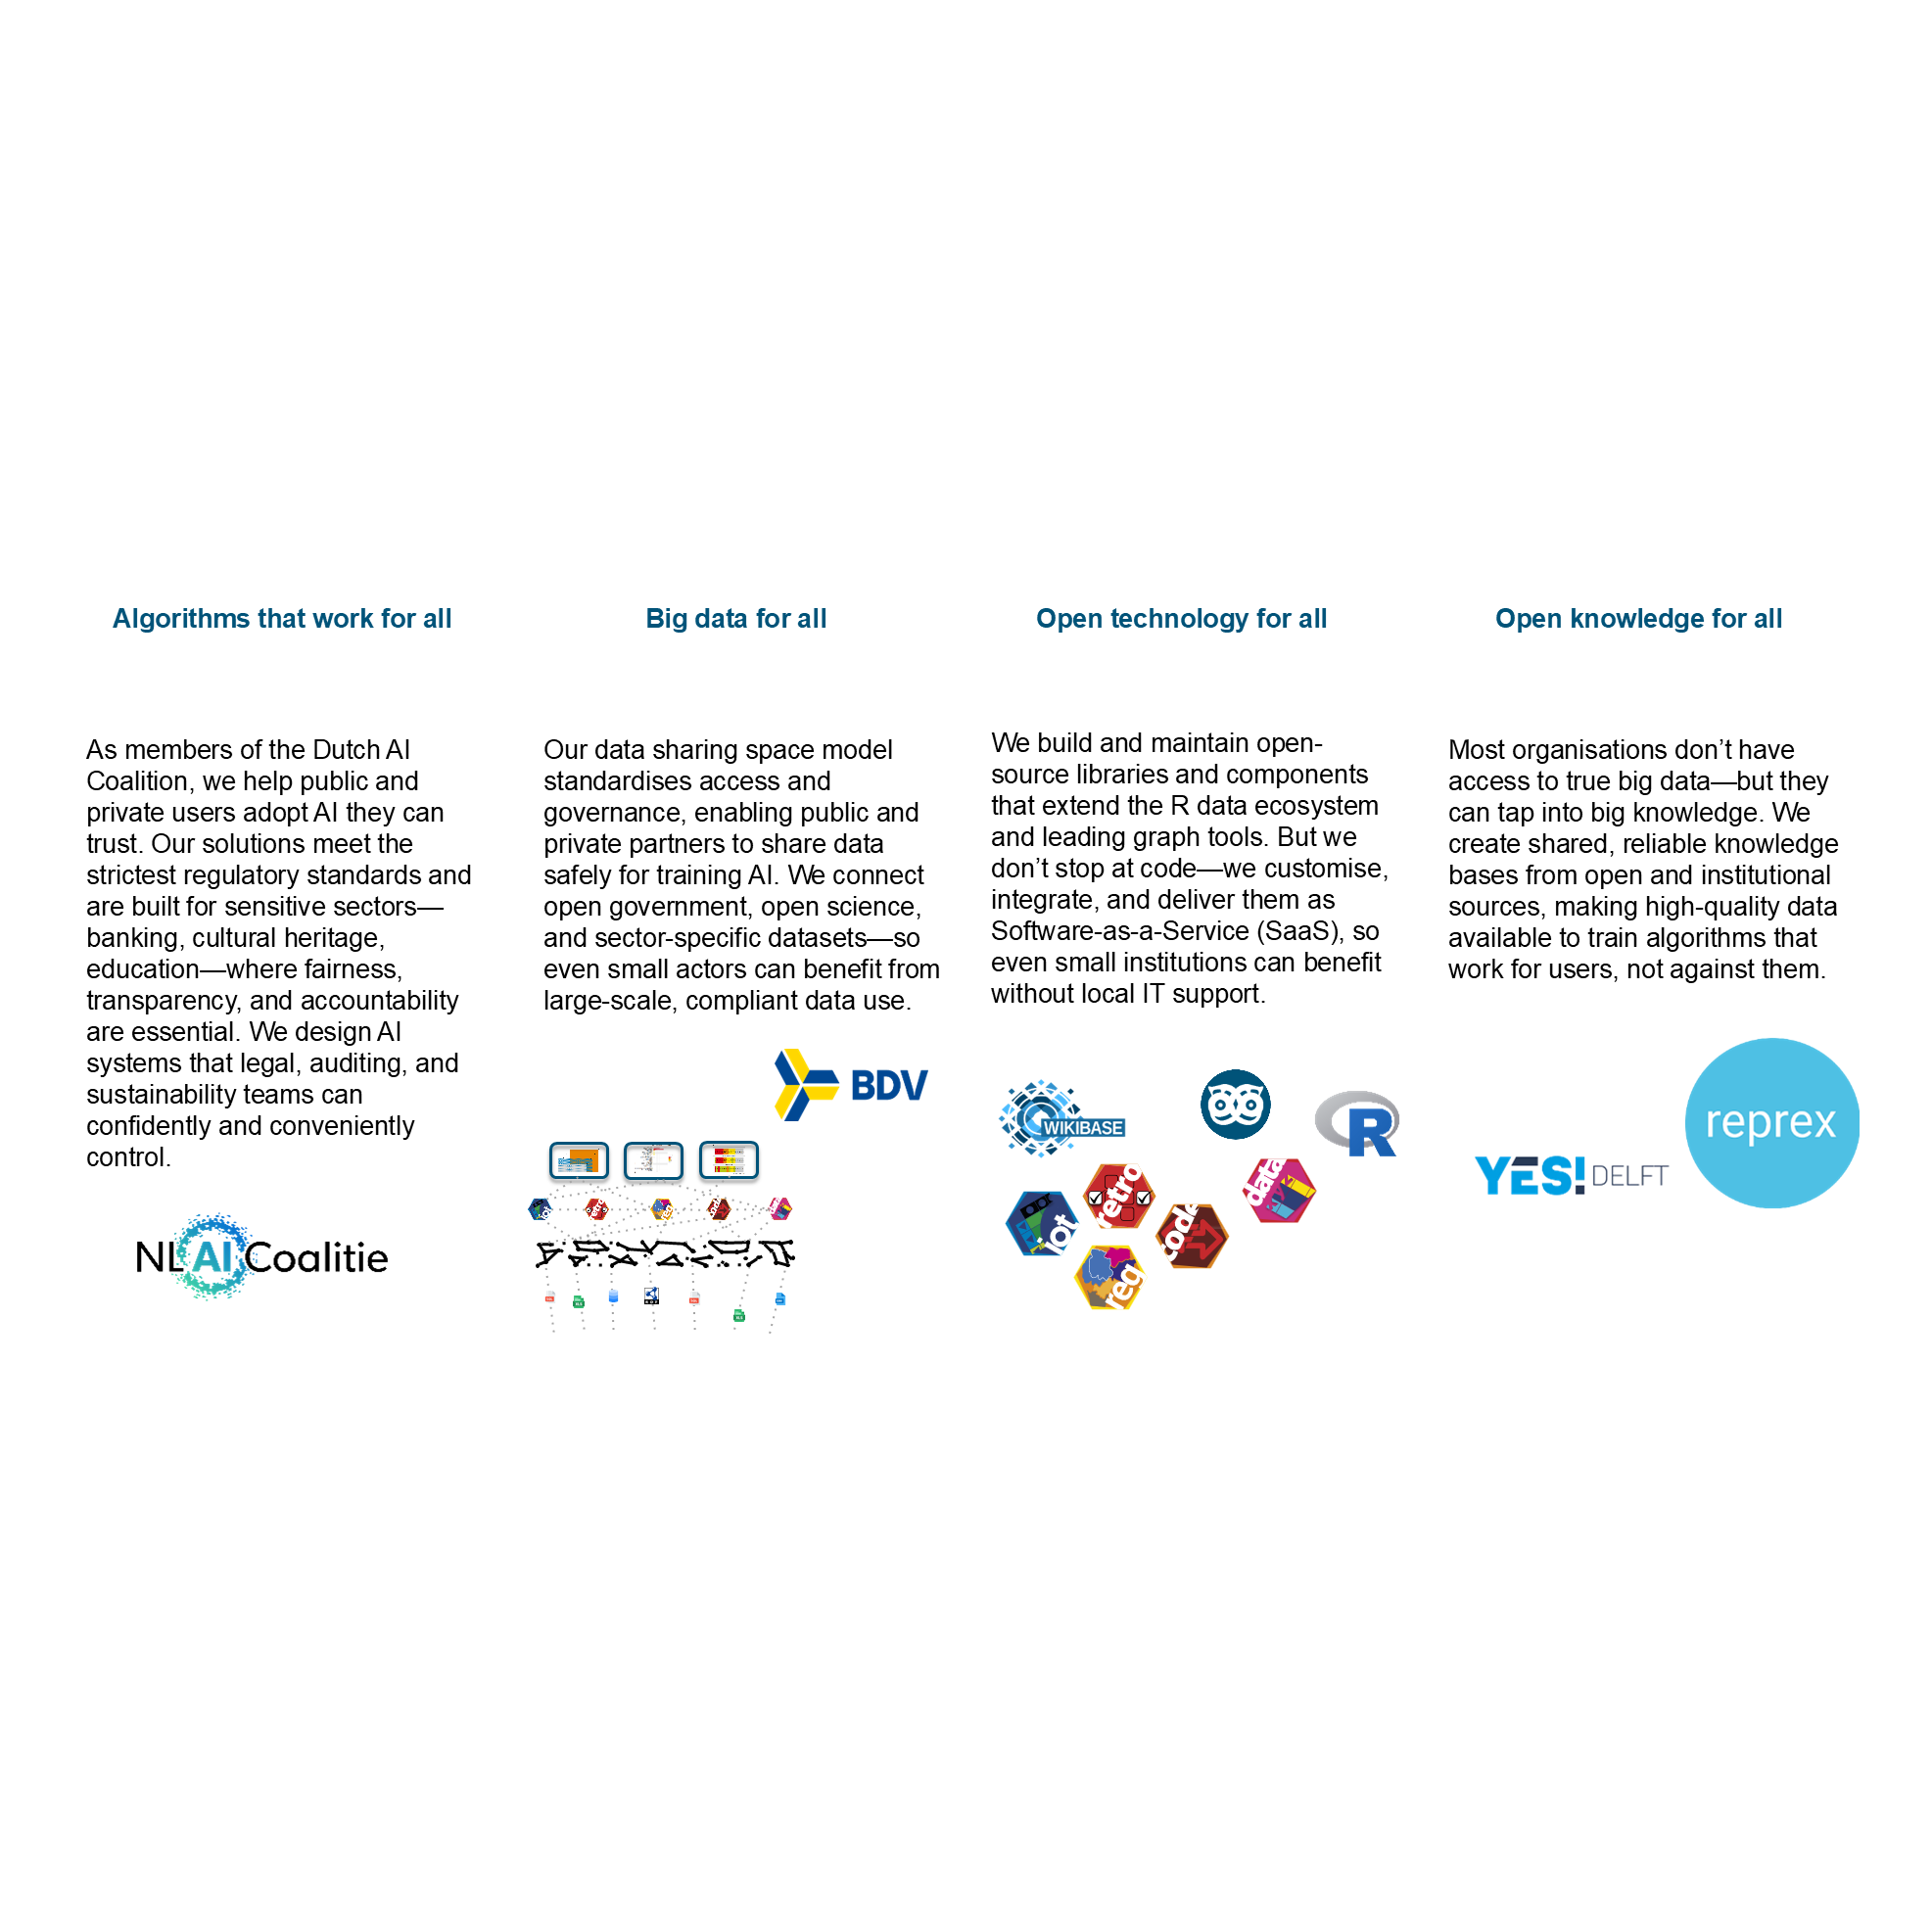 Algorithms that work for all
As members of the Dutch AI
Coalition, we help public and
private users adopt AI they can
trust. Our solutions meet the
strictest regulatory standards and
are built for sensitive sectors—
banking, cultural heritage,
education—where fairness,
transparency, and accountability
are essential. We design AI
systems that legal, auditing, and
sustainability teams can
confidently and conveniently
control.
NL AI Coalitie
Big data for all
Our data sharing space model
standardises access and
governance, enabling public and
private partners to share data
safely for training AI. We connect
open government, open science,
and sector-specific datasets—so
even small actors can benefit from
large-scale, compliant data use.
BDV
iot
retro
reg
data
Open technology for all
We build and maintain open-
source libraries and components
that extend the R data ecosystem
and leading graph tools. But we
don’t stop at code—we customise,
integrate, and deliver them as
Software-as-a-Service (SaaS), so
even small institutions can benefit
without local IT support.
WIKIBASE
R
retro
data
iot
code
reg
Open knowledge for all
Most organisations don’t have
access to true big data—but they
can tap into big knowledge. We
create shared, reliable knowledge
bases from open and institutional
sources, making high-quality data
available to train algorithms that
work for users, not against them.
reprex
YES! DELFT